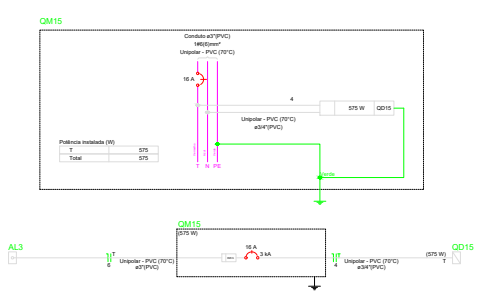 QM15
Conduto ø3"(PVC)
1#6(6)mm²
Unipolar - PVC (70°C)
16 A
4
575 W QD15
Unipolar - PVC (70°C)
ø3/4"(PVC)
Potência instalada (W)
T 575
Total 575
T N PE
Verde
QM15
(575 W)
AL3
T
6
Unipolar - PVC (70°C)
ø3"(PVC)
16 A
3 kA
4
Unipolar - PVC (70°C)
ø3/4"(PVC)
(575 W)
T
QD15